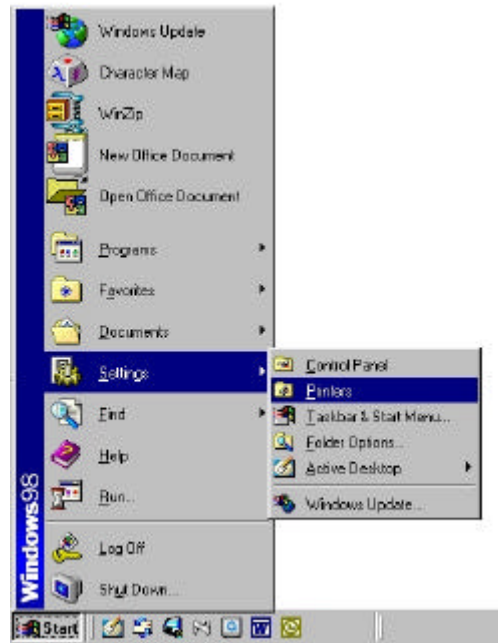 Windows Update
Character Map
WinZip
New Office Document
Open Office Document
Programs
Favorites
Documents
Settings
Find
Help
Run...
Log Off
Shut Down...
Control Panel
Printers
Taskbar & Start Menu...
Folder Options...
Active Desktop
Windows Update...
Windows98
Start